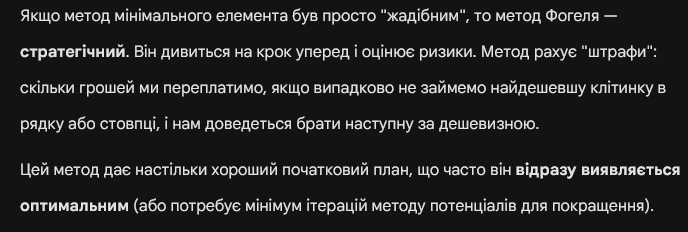 Якщо метод мінімального елемента був просто "жадібним", то метод Фогеля —
стратегічний. Він дивиться на крок уперед і оцінює ризики. Метод рахує "штрафи":
скільки грошей ми переплатимо, якщо випадково не займемо найдешевшу клітинку в
рядку або стовпці, і нам доведеться брати наступну за дешевизною.
Цей метод дає настільки хороший початковий план, що часто він відразу виявляється
оптимальним (або потребує мінімум ітерацій методу потенціалів для покращення).